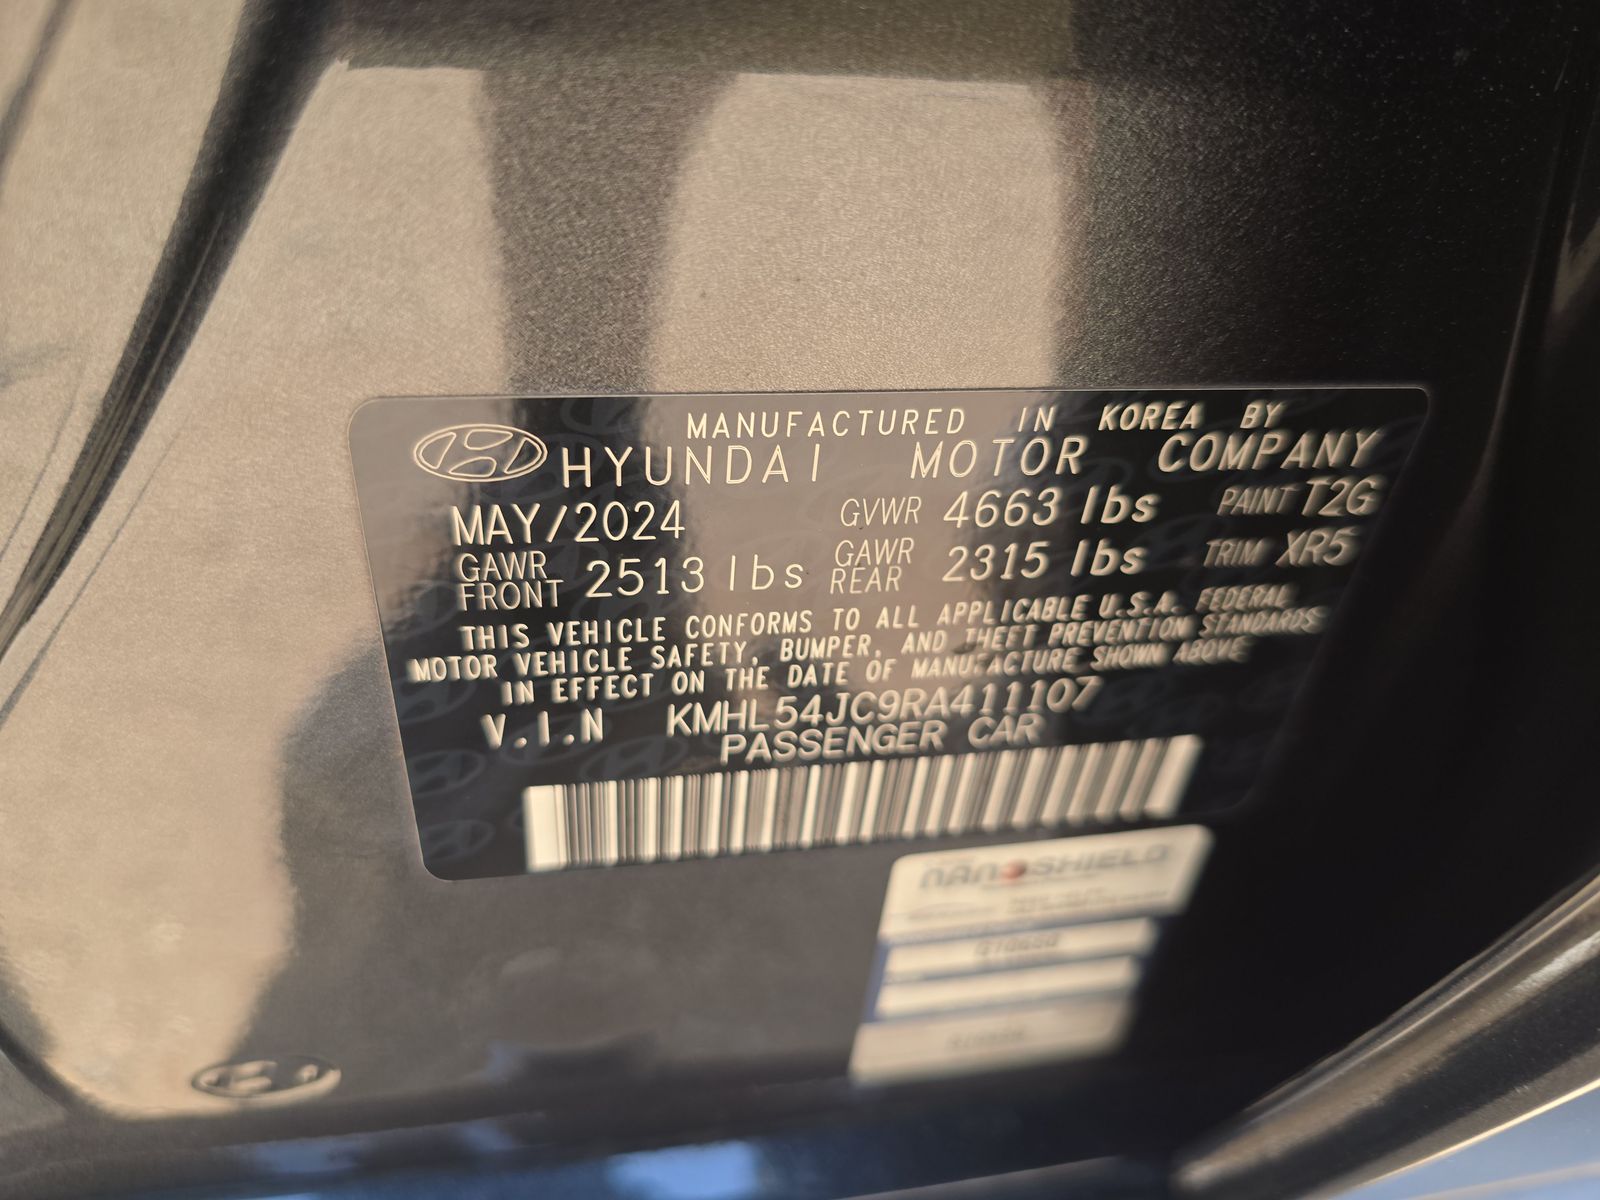 MANUFACTURED IN KOREA BY
HYUNDAI MOTOR COMPANY
MAY/2024 GVWR 4663 lbs PAINT T2G
GAWR FRONT 2513 lbs GAWR REAR 2315 lbs TRIM XR5
THIS VEHICLE CONFORMS TO ALL APPLICABLE U.S.A. FEDERAL
MOTOR VEHICLE SAFETY, BUMPER, AND THEFT PREVENTION STANDARDS
IN EFFECT ON THE DATE OF MANUFACTURE SHOWN ABOVE
V.I.N KMHL54JC9RA411107
PASSENGER CAR
NANOSHIELD